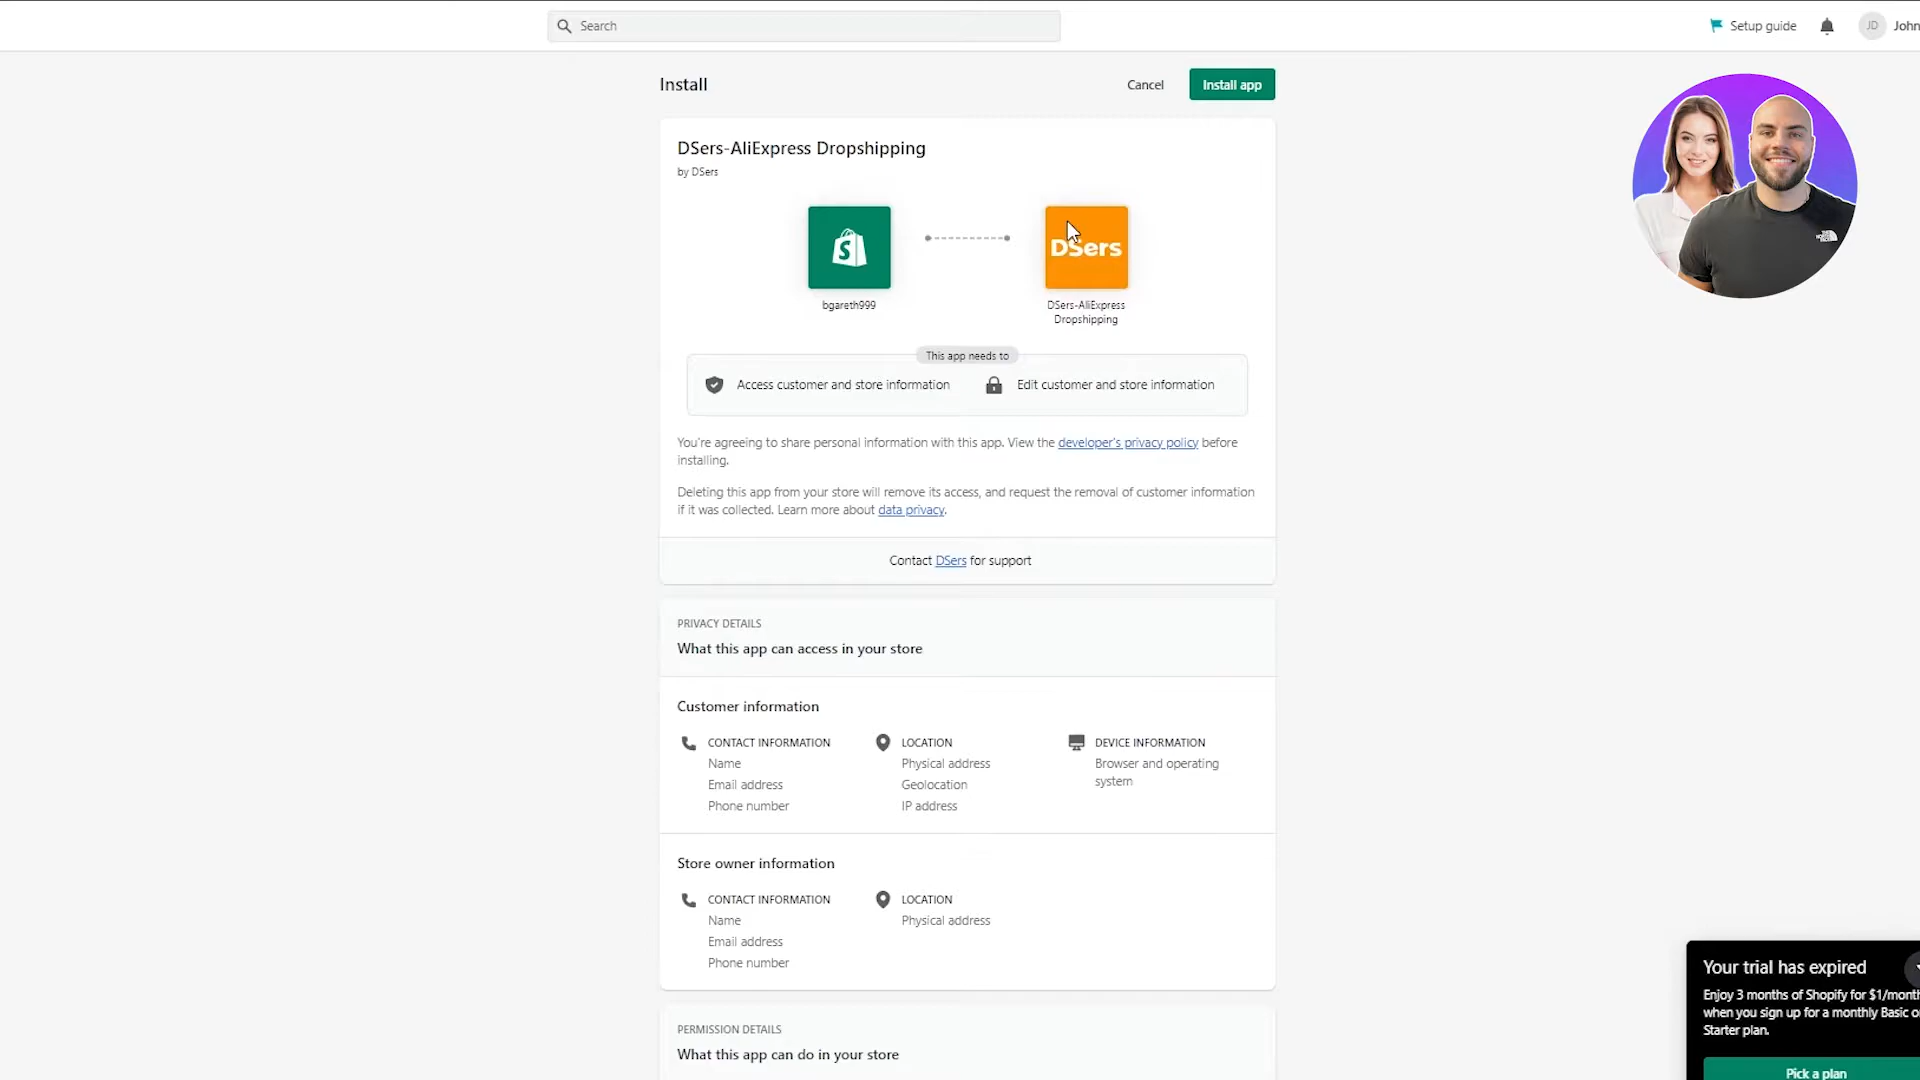 Search
Setup guide
JD
John
Install
Cancel
Install app
DSers-AliExpress Dropshipping
by DSers
S
DSers
bgareth999
DSers-AliExpress
Dropshipping
This app needs to
Access customer and store information
Edit customer and store information
You're agreeing to share personal information with this app. View the developer's privacy policy before
installing.
Deleting this app from your store will remove its access, and request the removal of customer information
if it was collected. Learn more about data privacy.
Contact DSers for support
PRIVACY DETAILS
What this app can access in your store
Customer information
CONTACT INFORMATION
Name
Email address
Phone number
LOCATION
Physical address
Geolocation
IP address
DEVICE INFORMATION
Browser and operating
system
Store owner information
CONTACT INFORMATION
Name
Email address
Phone number
LOCATION
Physical address
PERMISSION DETAILS
What this app can do in your store
Your trial has expired
Enjoy 3 months of Shopify for $1/month
when you sign up for a monthly Basic o
Starter plan.
Pick a plan